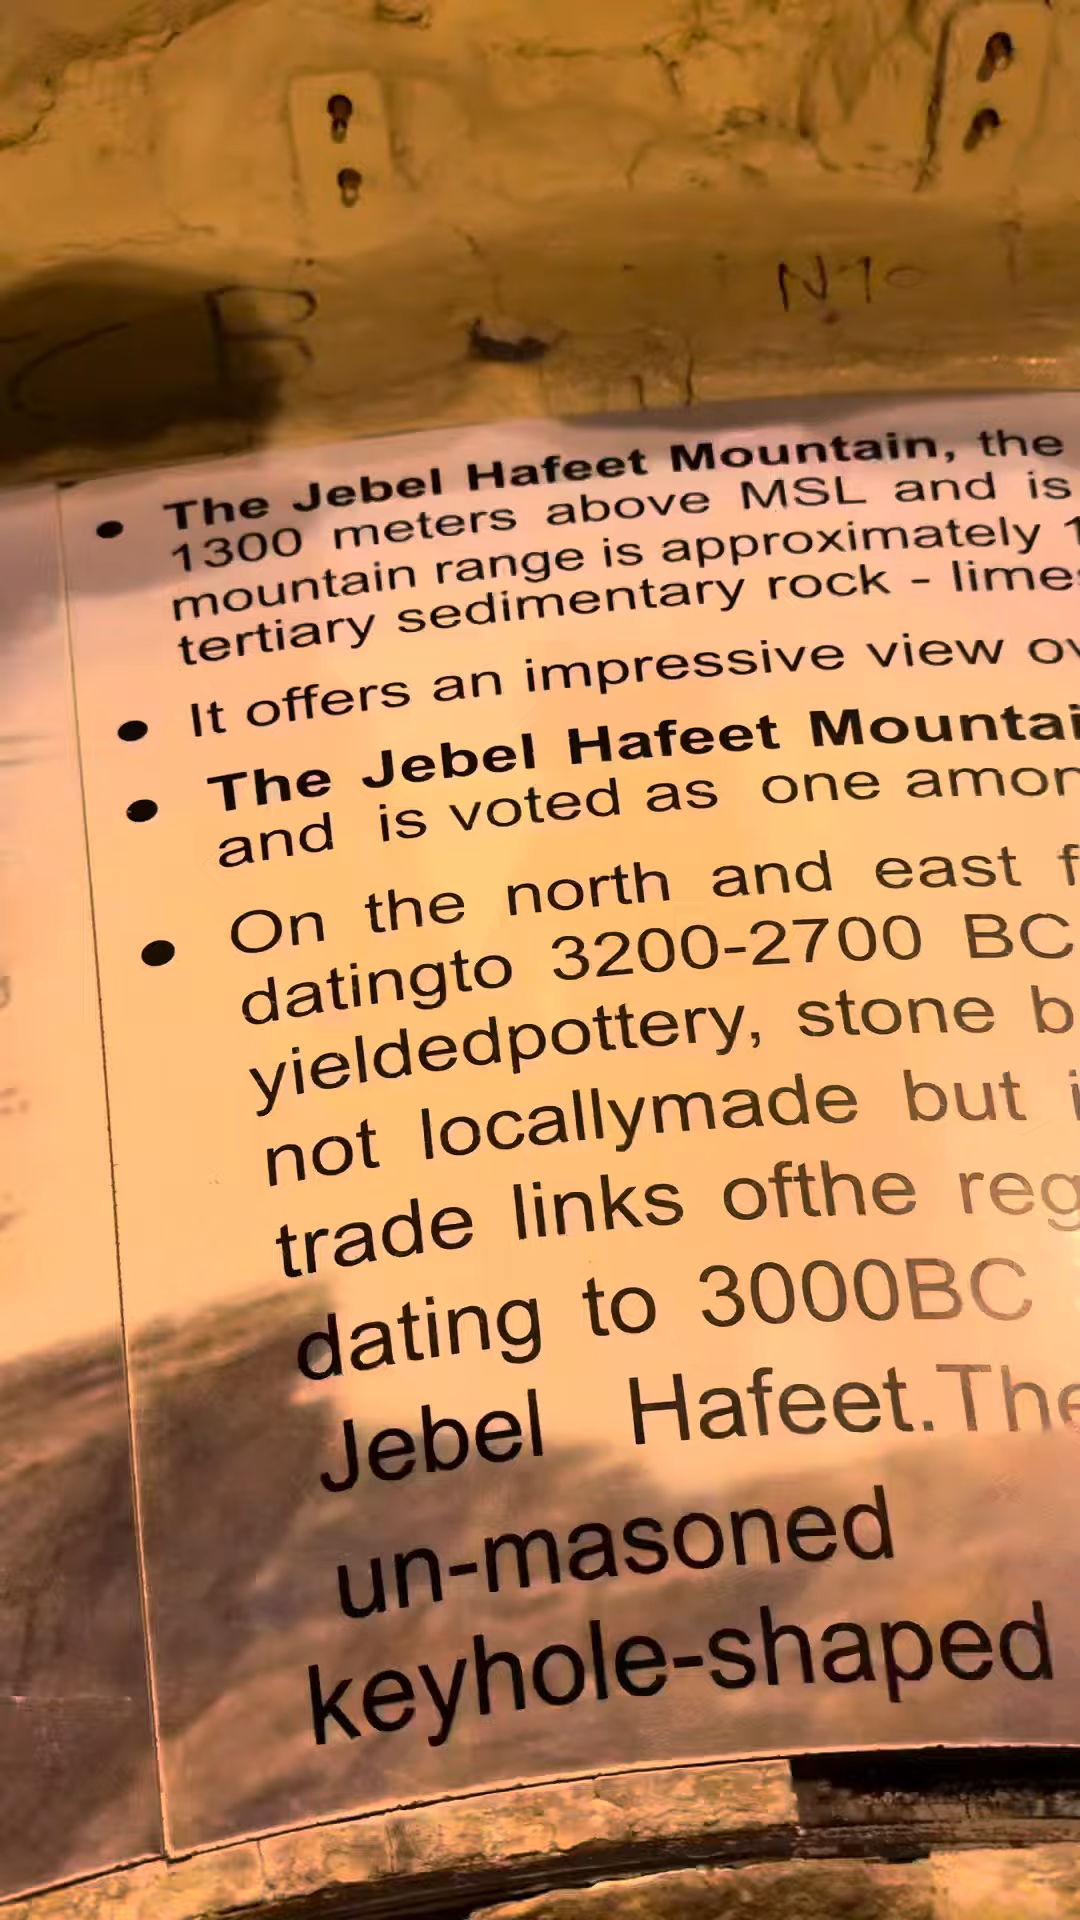 The Jebel Hafeet Mountain, the
1300 meters above MSL and is
mountain range is approximately
tertiary sedimentary rock -
It offers an impressive view
The Jebel Hafeet
and is voted as one
On the north and east
datingto 3200-2700 BC
yieldedpottery, stone
not locallymade but
trade links ofthe
dating to 3000BC
Jebel Hafeet.The
un-masoned
keyhole-shaped